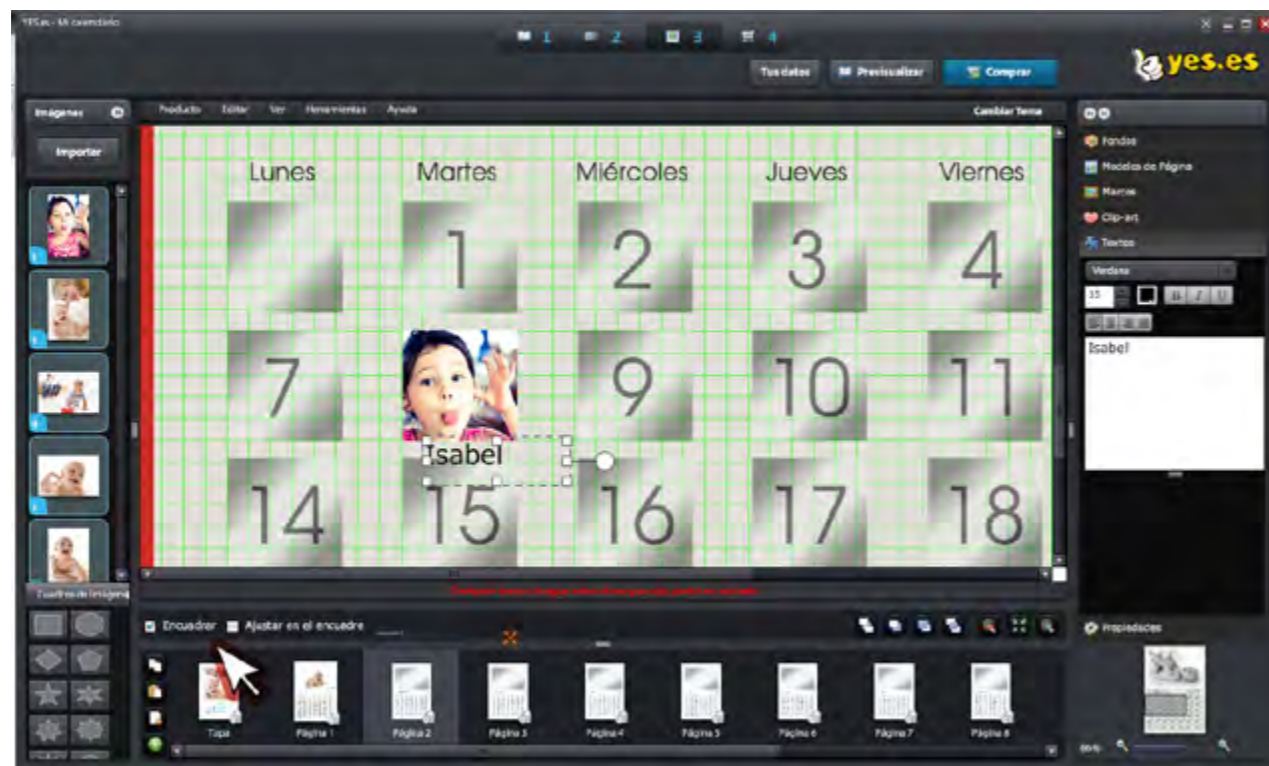 YES.es - Mi calendario
1 2 3 4
Tus datos Previsualizar Comprar
yes.es
Imágenes
Producto Editar Ver Herramientas Ayuda Cambiar Tema
Importar
Fondos
Modelos de Página
Marcos
Clip-art
Textos
Verdana
B I U
Isabel
Lunes Martes Miércoles Jueves Viernes
1 2 3 4
7 9 10 11
Isabel
14 15 16 17 18
Cuadros de Imágenes
Encuadrar Ajustar en el encuadre
Propiedades
Tapa Página 1 Página 2 Página 3 Página 4 Página 5 Página 6 Página 7 Página 8